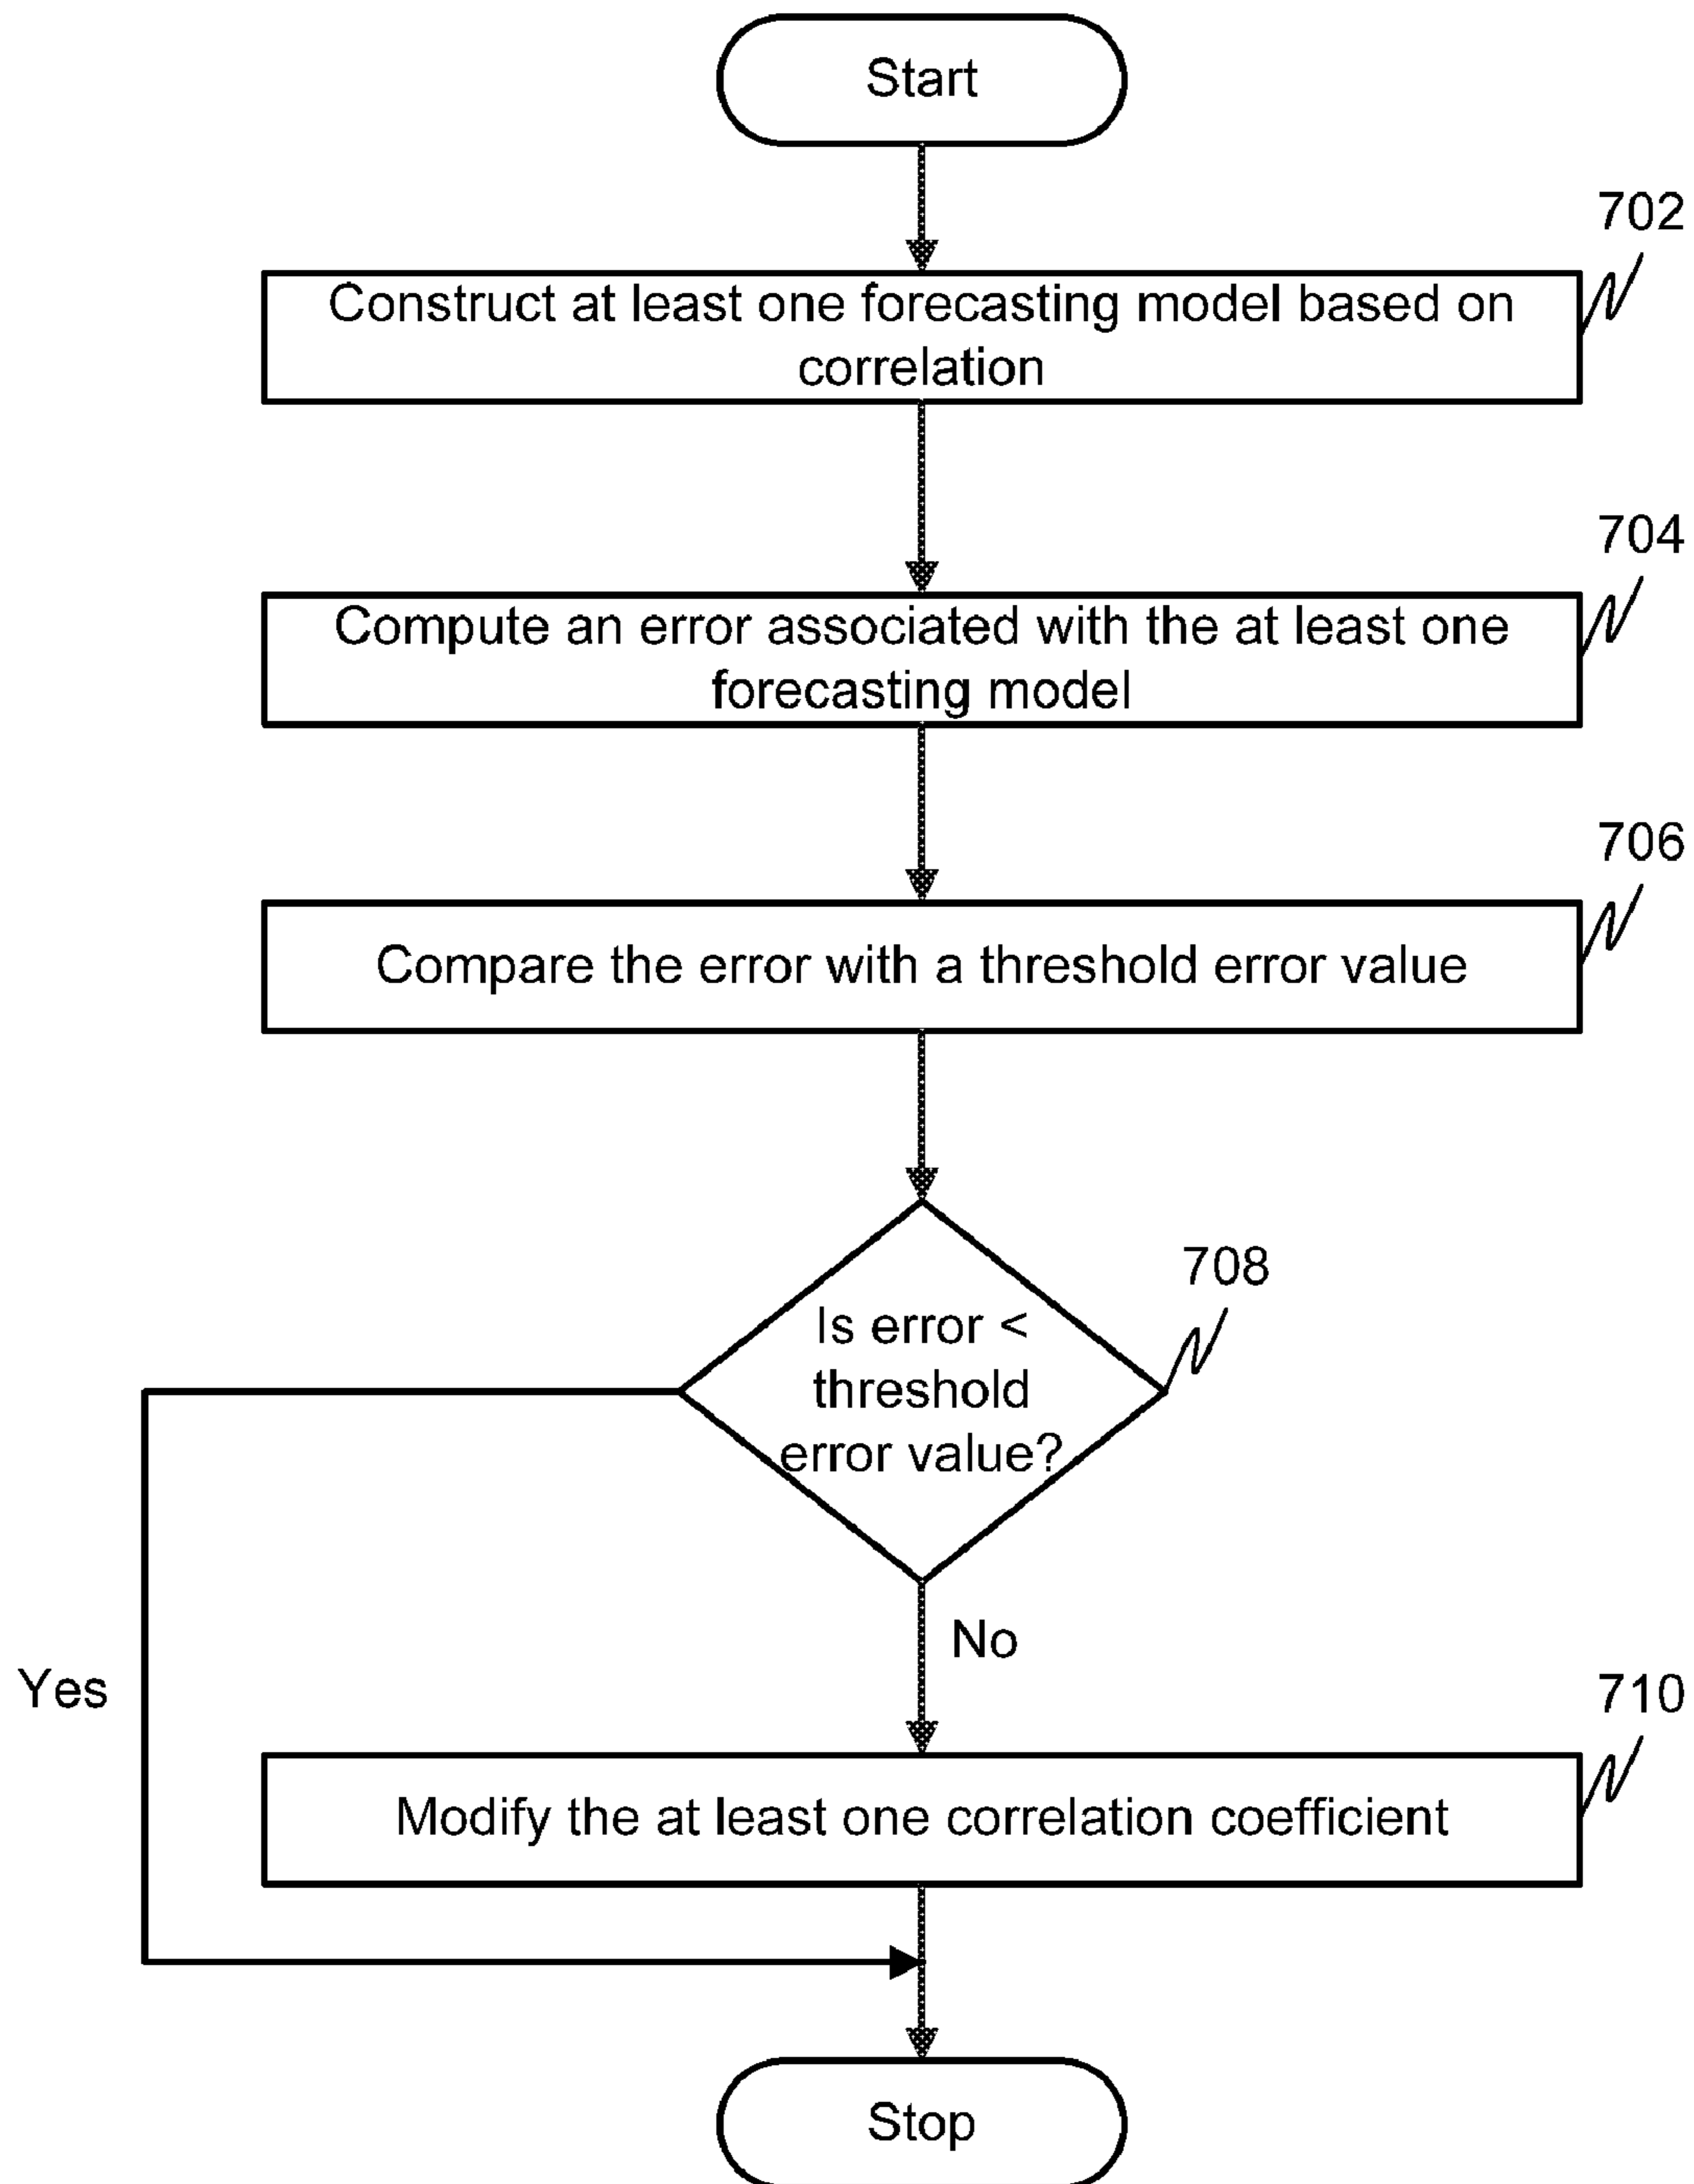 Start
702
Construct at least one forecasting model based on
correlation
704
Compute an error associated with the at least one
forecasting model
706
Compare the error with a threshold error value
708
Is error <
threshold
error value?
No
Yes
710
Modify the at least one correlation coefficient
Stop